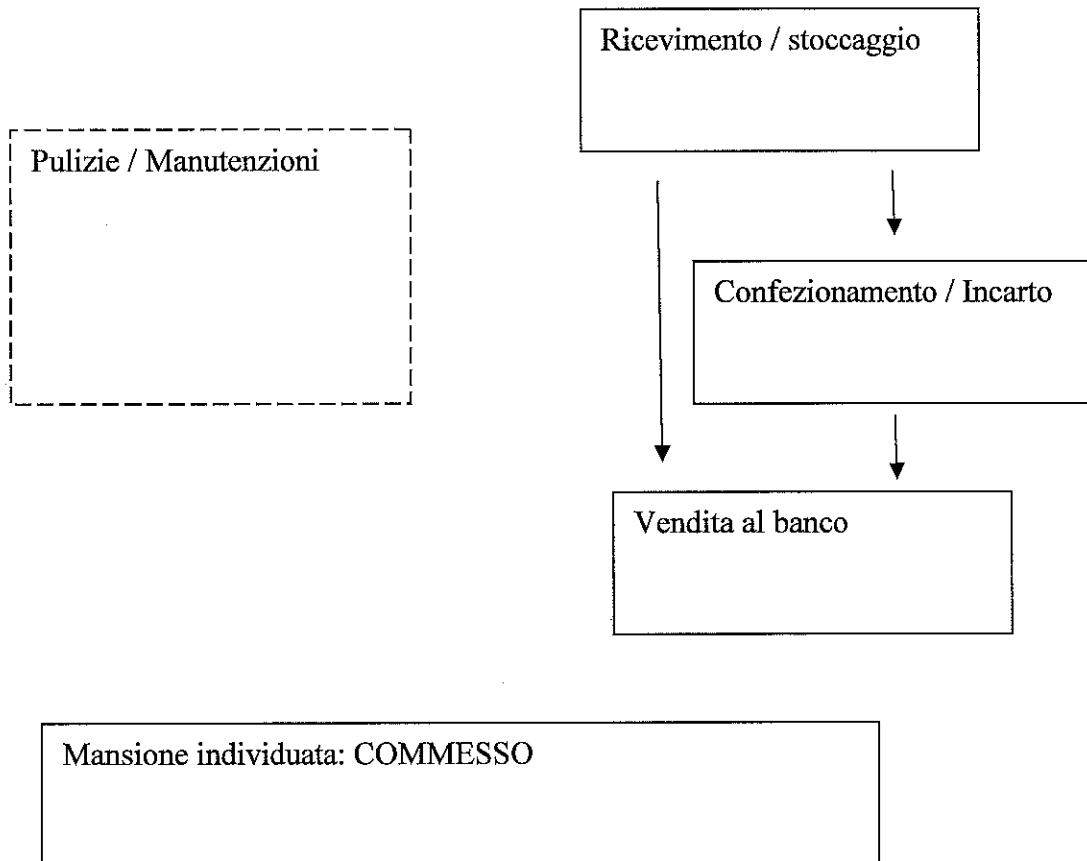 Ricevimento / stoccaggio
Pulizie / Manutenzioni
Confezionamento / Incarto
Vendita al banco
Mansione individuata: COMMESSO